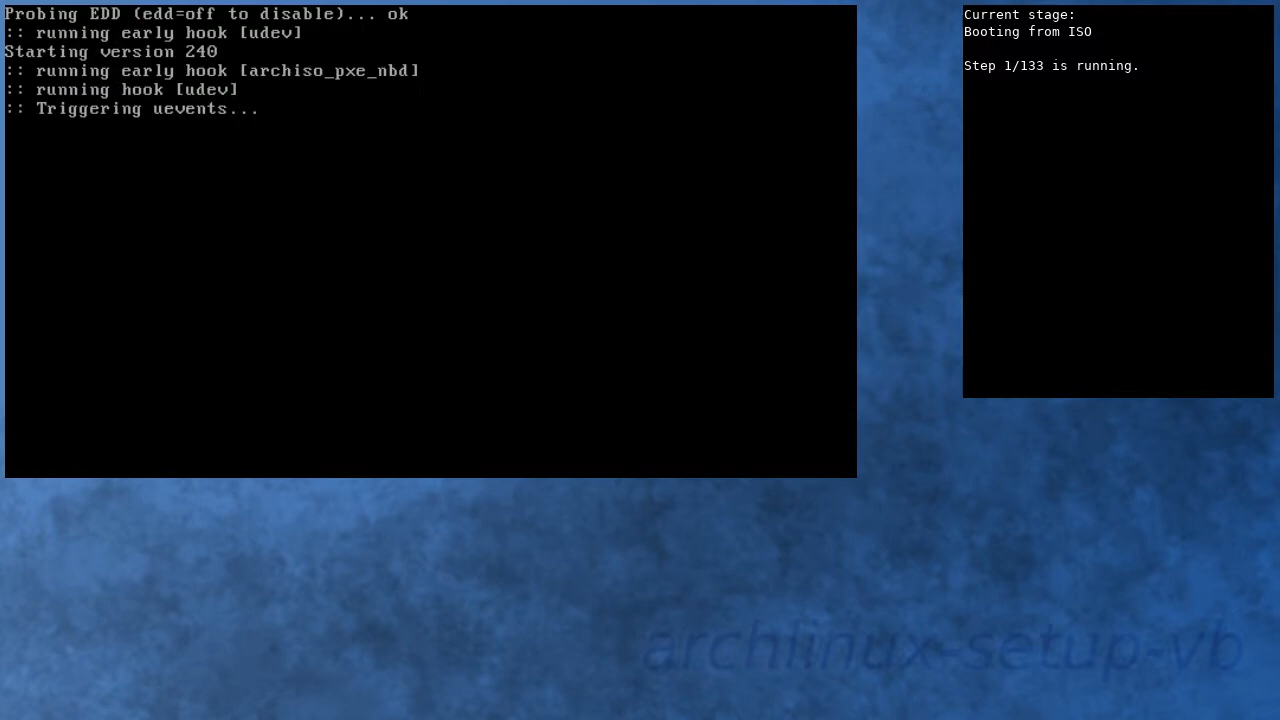 Probing EDD (edd=off to disable)... ok
:: running early hook [udev]
Starting version 240
:: running early hook [archiso_pxe_nbd]
:: running hook [udev]
:: Triggering uevents...
Current stage:
Booting from ISO
Step 1/133 is running.
archlinux-setup-vb